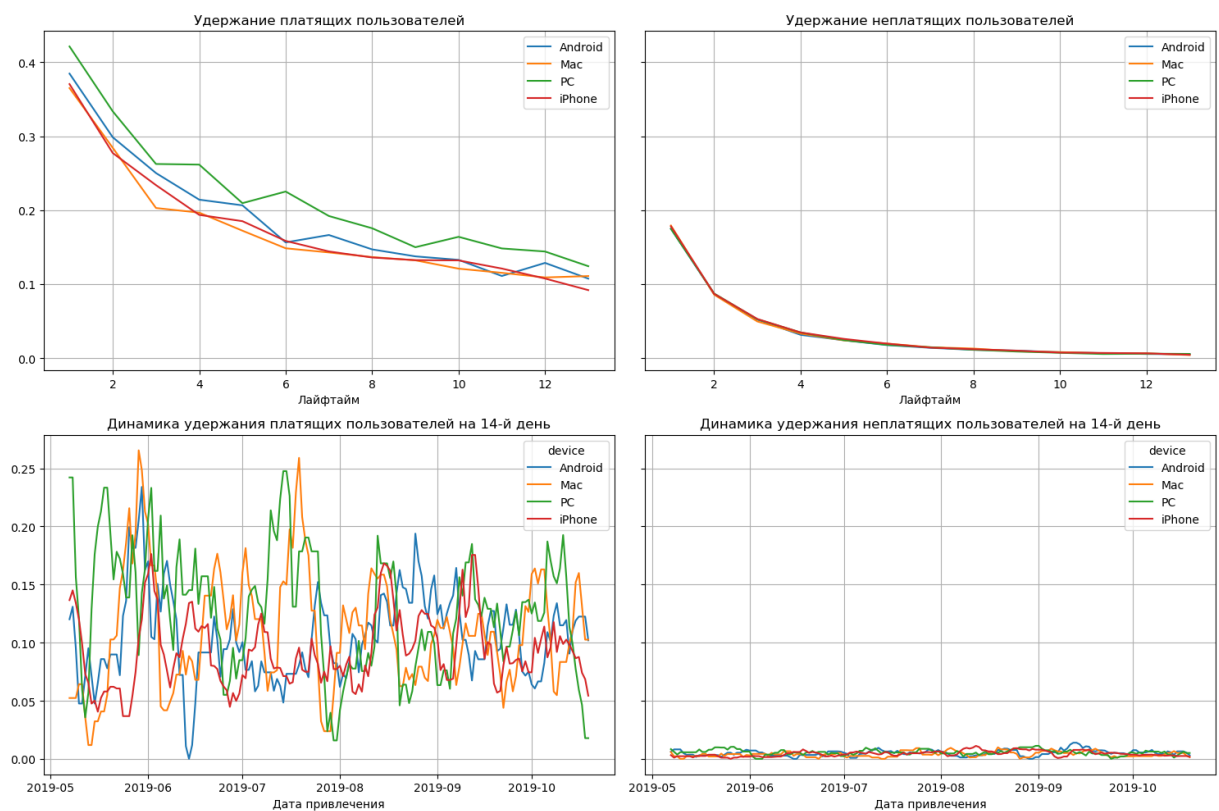 Удержание платящих пользователей
0.4
0.3
0.2
0.1
0.0
Android
Mac
PC
iPhone
2 4 6 8 10 12
Лайфтайм
Удержание неплатящих пользователей
Android
Mac
PC
iPhone
2 4 6 8 10 12
Лайфтайм
Динамика удержания платящих пользователей на 14-й день
0.25
0.20
0.15
0.10
0.05
0.00
device
Android
Mac
PC
iPhone
2019-05 2019-06 2019-07 2019-08 2019-09 2019-10
Дата привлечения
Динамика удержания неплатящих пользователей на 14-й день
device
Android
Mac
PC
iPhone
2019-05 2019-06 2019-07 2019-08 2019-09 2019-10
Дата привлечения